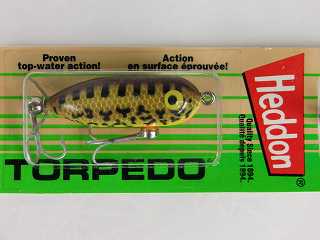 Proven
top-water action!
Action
en surface éprouvée!
Heddon
®
Quality Since 1894.
Qualité depuis 1894.
TORPEDO